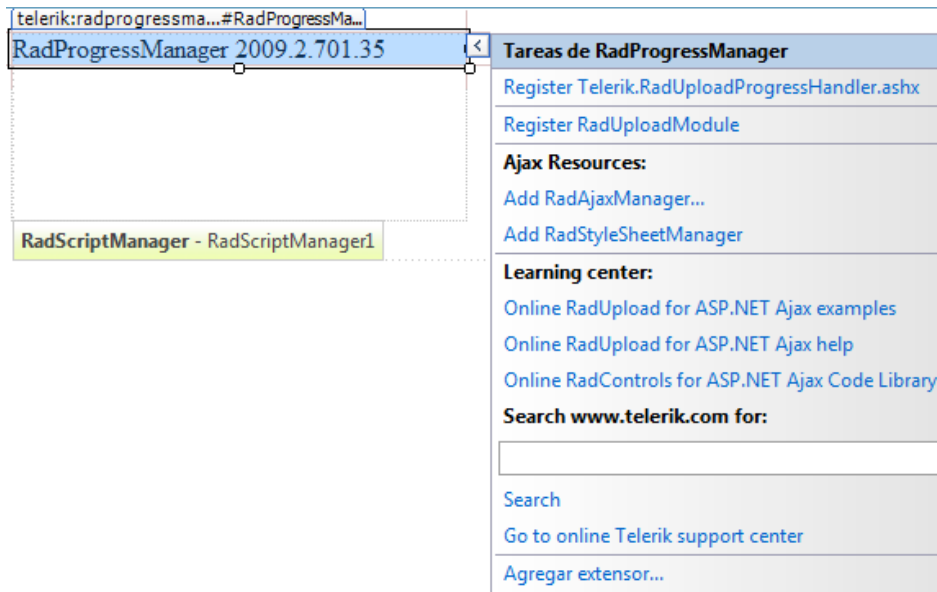 telerik:radprogressma...#RadProgressMa...
RadProgressManager 2009.2.701.35
Tareas de RadProgressManager
Register Telerik.RadUploadProgressHandler.ashx
Register RadUploadModule
Ajax Resources:
Add RadAjaxManager...
Add RadStyleSheetManager
RadScriptManager - RadScriptManager1
Learning center:
Online RadUpload for ASP.NET Ajax examples
Online RadUpload for ASP.NET Ajax help
Online RadControls for ASP.NET Ajax Code Library
Search www.telerik.com for:
Search
Go to online Telerik support center
Agregar extensor...